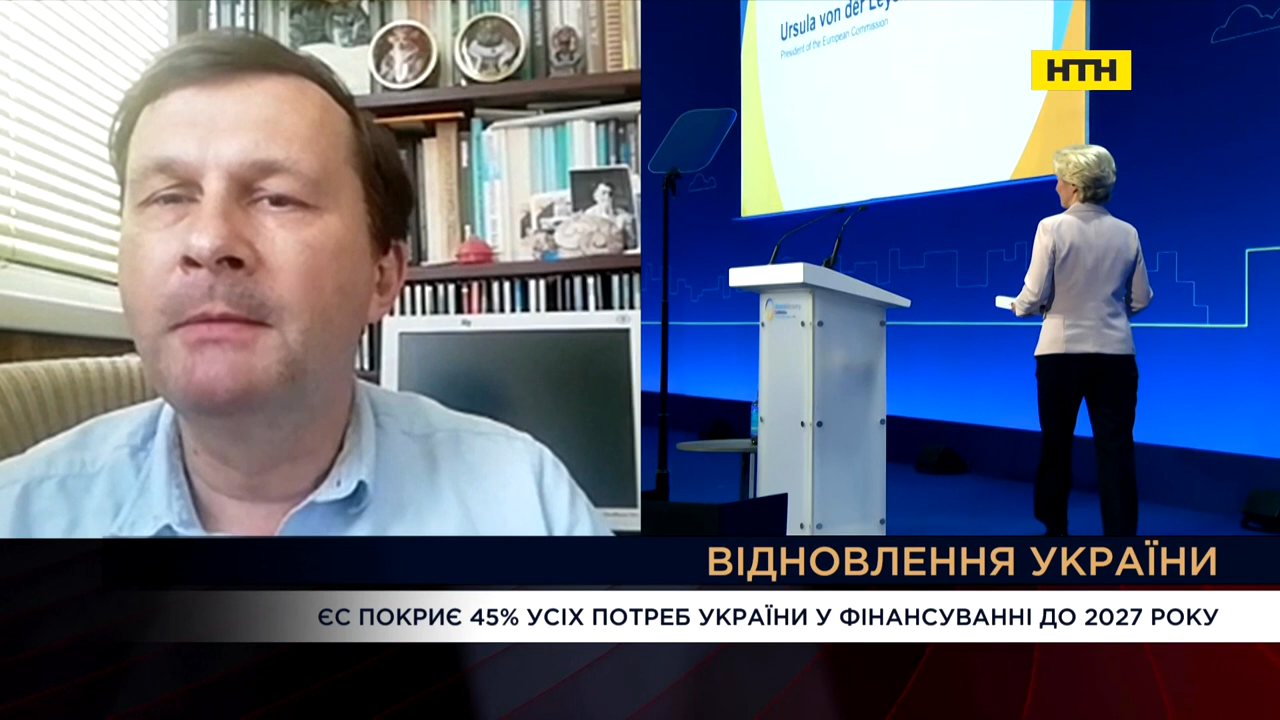 Ursula von der Leye
President of the European Commission
НТН
hp
ВІДНОВЛЕННЯ УКРАЇНИ
ЄС ПОКРИЄ 45% УСІХ ПОТРЕБ УКРАЇНИ У ФІНАНСУВАННІ ДО 2027 РОКУ